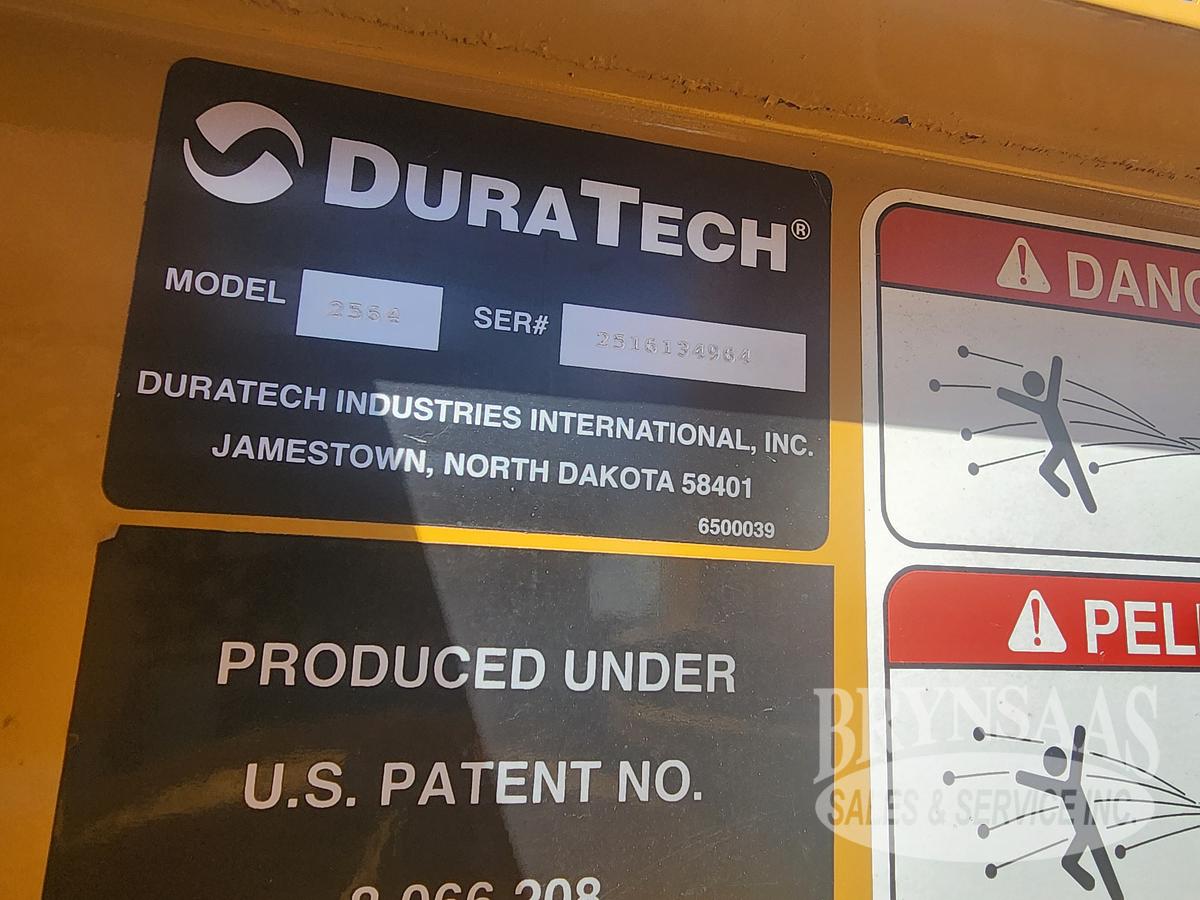 DURATECH®
MODEL 2564 SER# 2516134964
DURATECH INDUSTRIES INTERNATIONAL, INC.
JAMESTOWN, NORTH DAKOTA 58401
6500039
PRODUCED UNDER
U.S. PATENT NO.
DANG
PELI
BRYNSAAS
SALES & SERVICE INC.